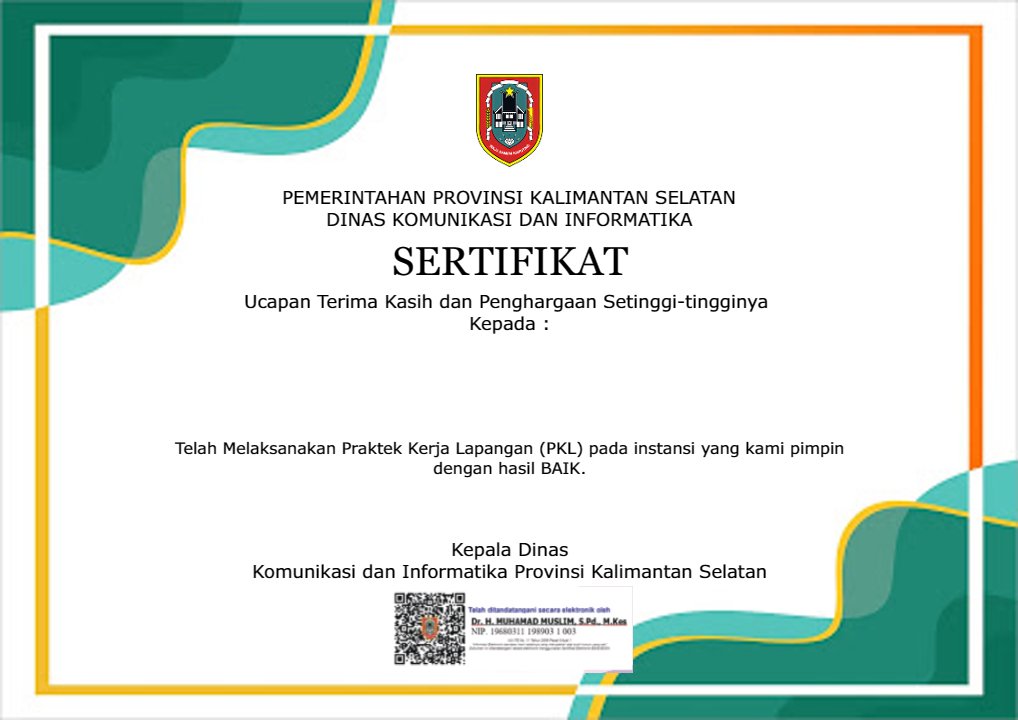 PEMERINTAHAN PROVINSI KALIMANTAN SELATAN
DINAS KOMUNIKASI DAN INFORMATIKA
SERTIFIKAT
Ucapan Terima Kasih dan Penghargaan Setinggi-tingginya
Kepada :
Telah Melaksanakan Praktek Kerja Lapangan (PKL) pada instansi yang kami pimpin
dengan hasil BAIK.
Kepala Dinas
Komunikasi dan Informatika Provinsi Kalimantan Selatan
Telah ditandatangani secara elektronik oleh
Dr. H. MUHAMAD MUSLIM, S.Pd., M.Kes
NIP. 19680311 198903 1 003